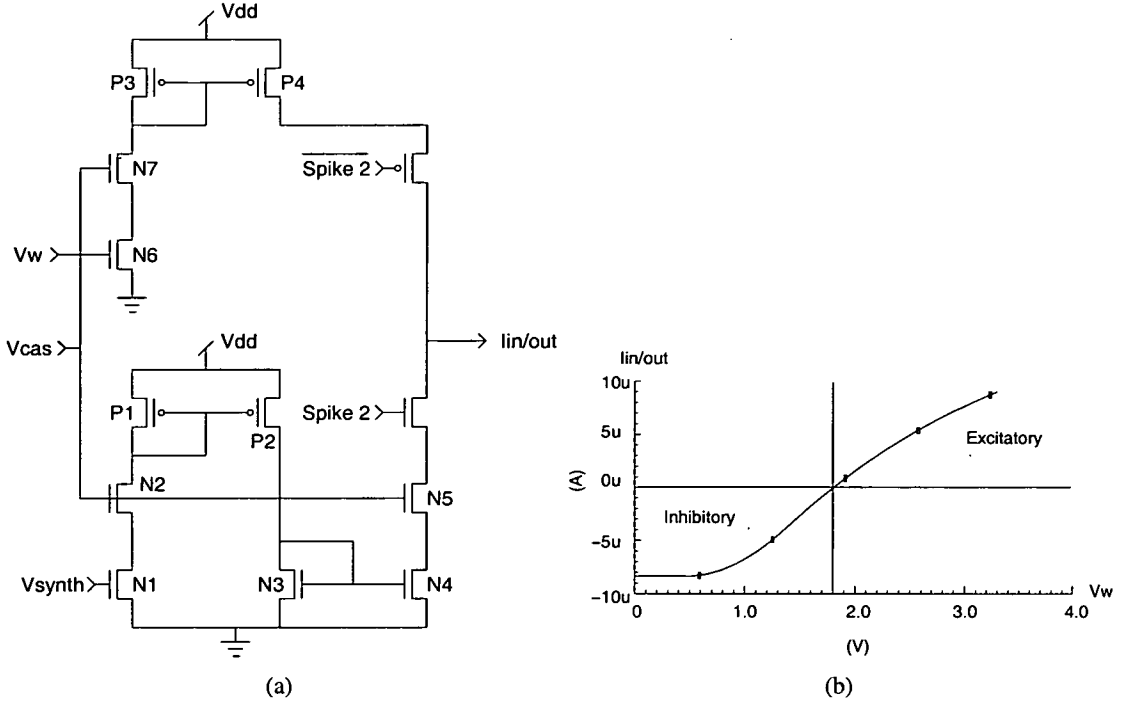 Vdd
P3
P4
N7
Spike 2
Vw
N6
Vcas
Vdd
Iin/out
P1
P2
Spike 2
N2
N5
Vsynth
N1
N3
N4
(a)
Iin/out
10u
5u
Excitatory
(A)
0u
Inhibitory
-5u
-10u
0
1.0
2.0
3.0
4.0
Vw
(V)
(b)